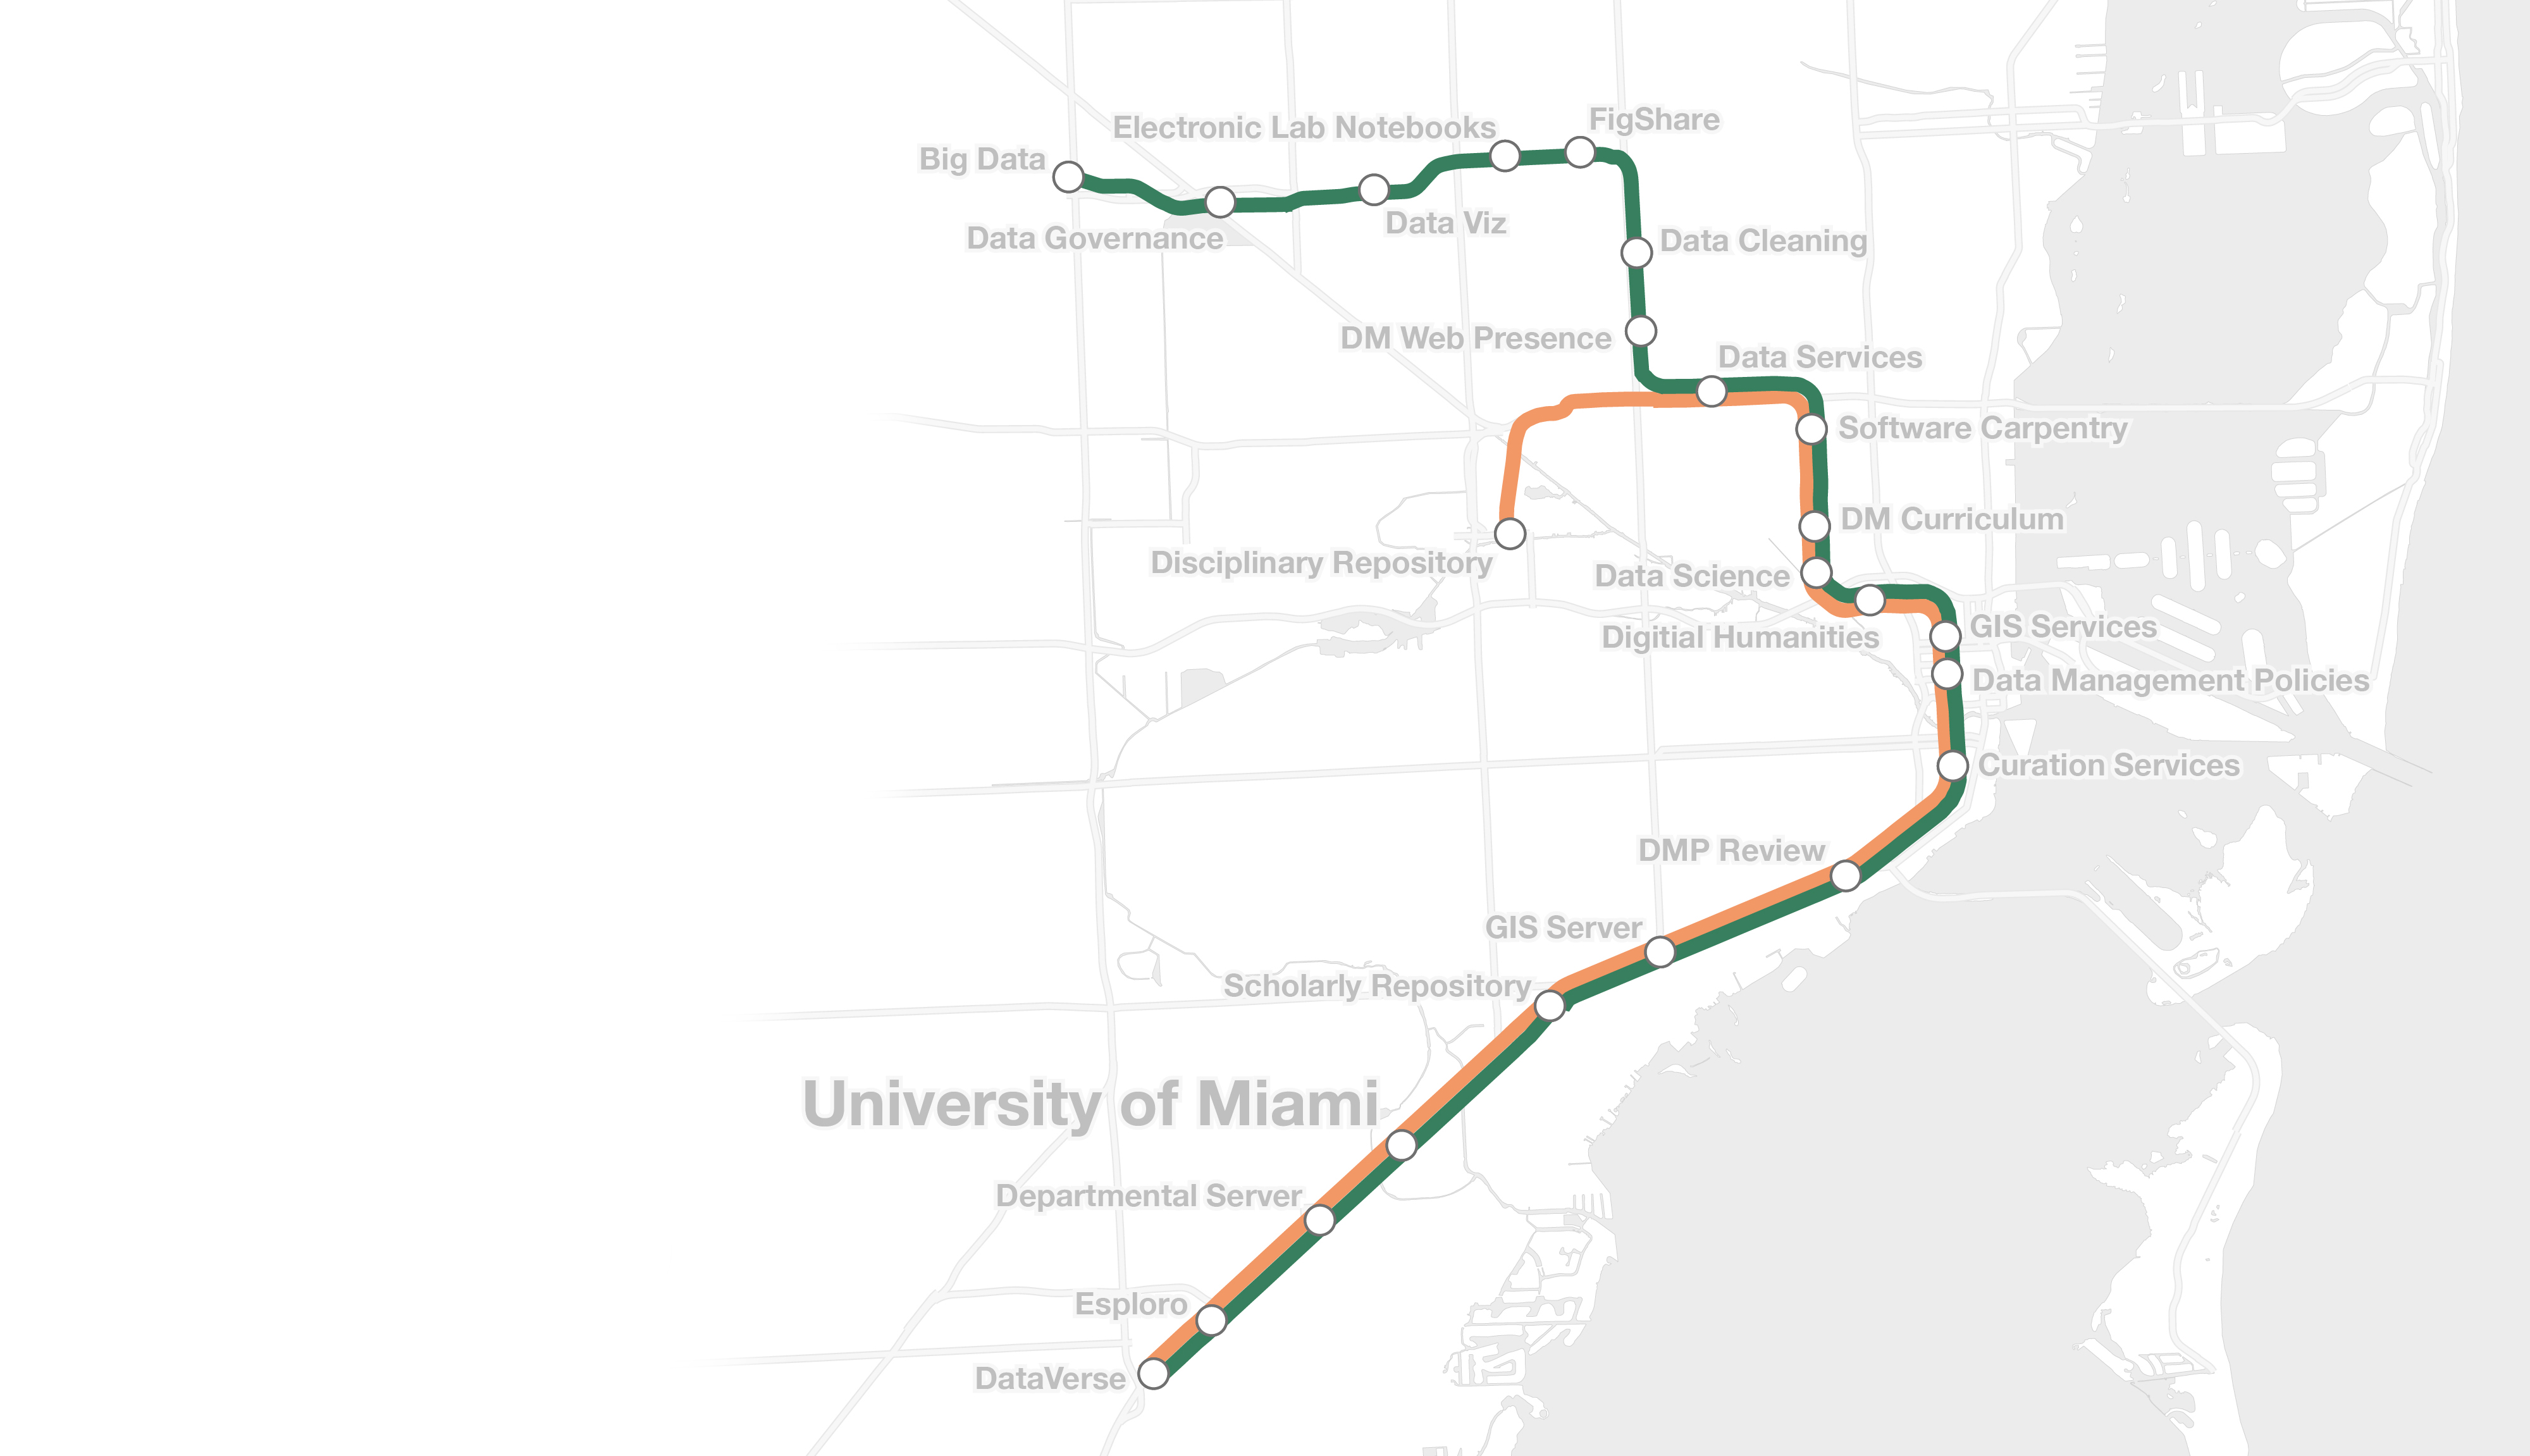 FigShare
Electronic Lab Notebooks
Big Data
Data Viz
Data Governance
Data Cleaning
DM Web Presence
Data Services
Software Carpentry
DM Curriculum
Disciplinary Repository
Data Science
GIS Services
Digitial Humanities
Data Management Policies
Curation Services
DMP Review
GIS Server
Scholarly Repository
University of Miami
Departmental Server
Esploro
DataVerse